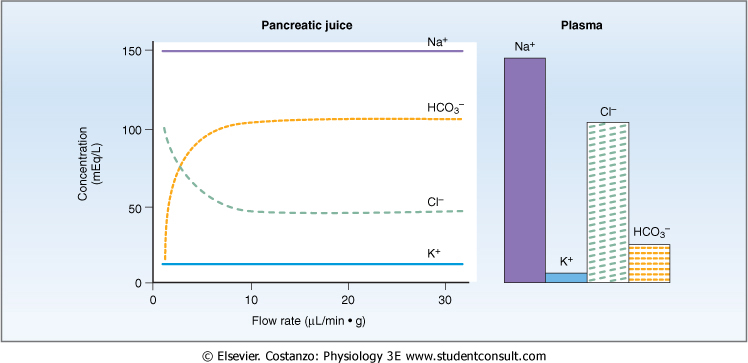 Pancreatic juice
Plasma
Concentration
(mEq/L)
150
100
50
0
Na⁺
HCO₃⁻
Cl⁻
K⁺
0
10
20
30
Flow rate (µL/min • g)
Na⁺
K⁺
Cl⁻
HCO₃⁻
© Elsevier. Costanzo: Physiology 3E www.studentconsult.com